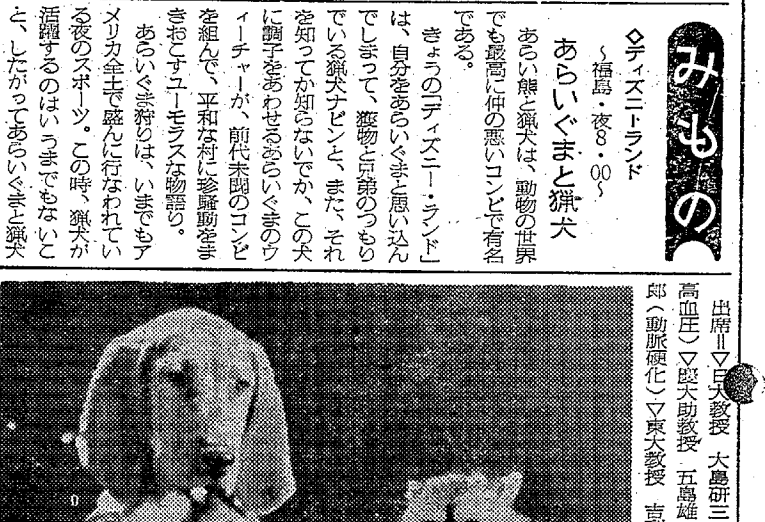 みもの
◇ディズニーランド
～福島・夜8・00～
あらいぐまと猟犬
あらい熊と猟犬は、動物の世界
でも最高に仲の悪いコンビで有名
である。
きょうの「ディズニー・ランド」
は、自分をあらいぐまと思い込ん
でしまって、獲物と兄弟のつもり
でいる猟犬ナビンと、また、それ
を知ってか知らないでか、この犬
に調子をあわせるあらいぐまのウ
ィーチャーが、前代未聞のコンビ
を組んで、平和な村に珍騒動をま
きおこすユーモラスな物語り。
あらいぐま狩りは、いまでもア
メリカ全土で盛んに行なわれてい
る夜のスポーツ。この時、猟犬が
活躍するのはいうまでもないこ
と、したがってあらいぐまと猟犬
出席＝▽日大教授 大島研三
高血圧）▽慶大助教授 五島雄
郎（動脈硬化）▽東大教授 吉